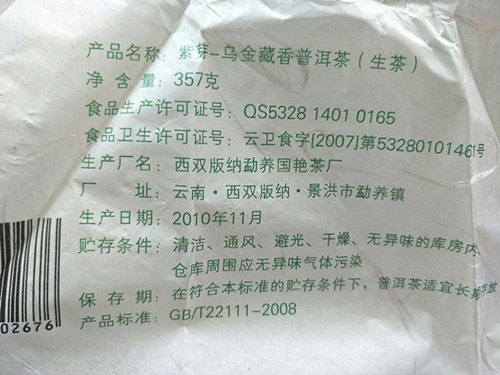 产品名称：紫芽-乌金藏香普洱茶（生茶）
净 含 量：357克
食品生产许可证号：QS5328 1401 0165
食品卫生许可证号：云卫食字[2007]第5328010146号
生产厂名：西双版纳勐养国艳茶厂
厂 址：云南·西双版纳·景洪市勐养镇
生产日期：2010年11月
贮存条件：清洁、通风、避光、干燥、无异味的库房内，
仓库周围应无异味气体污染
保 存 期：在符合本标准的贮存条件下，普洱茶适宜长期存放
产品标准：GB/T22111-2008
02676